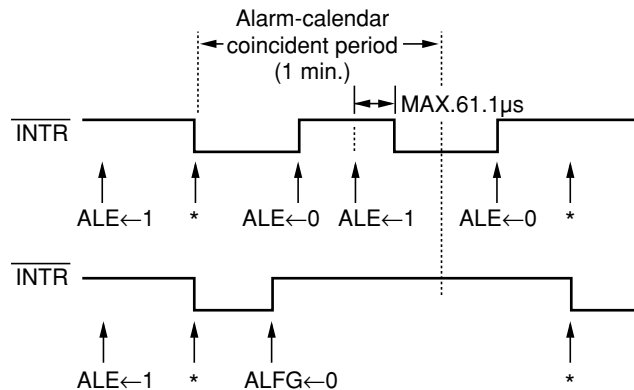 Alarm-calendar
coincident period
(1 min.)
MAX.61.1µs
INTR
ALE←1 * ALE←0 ALE←1 ALE←0 *
INTR
ALE←1 * ALFG←0 *